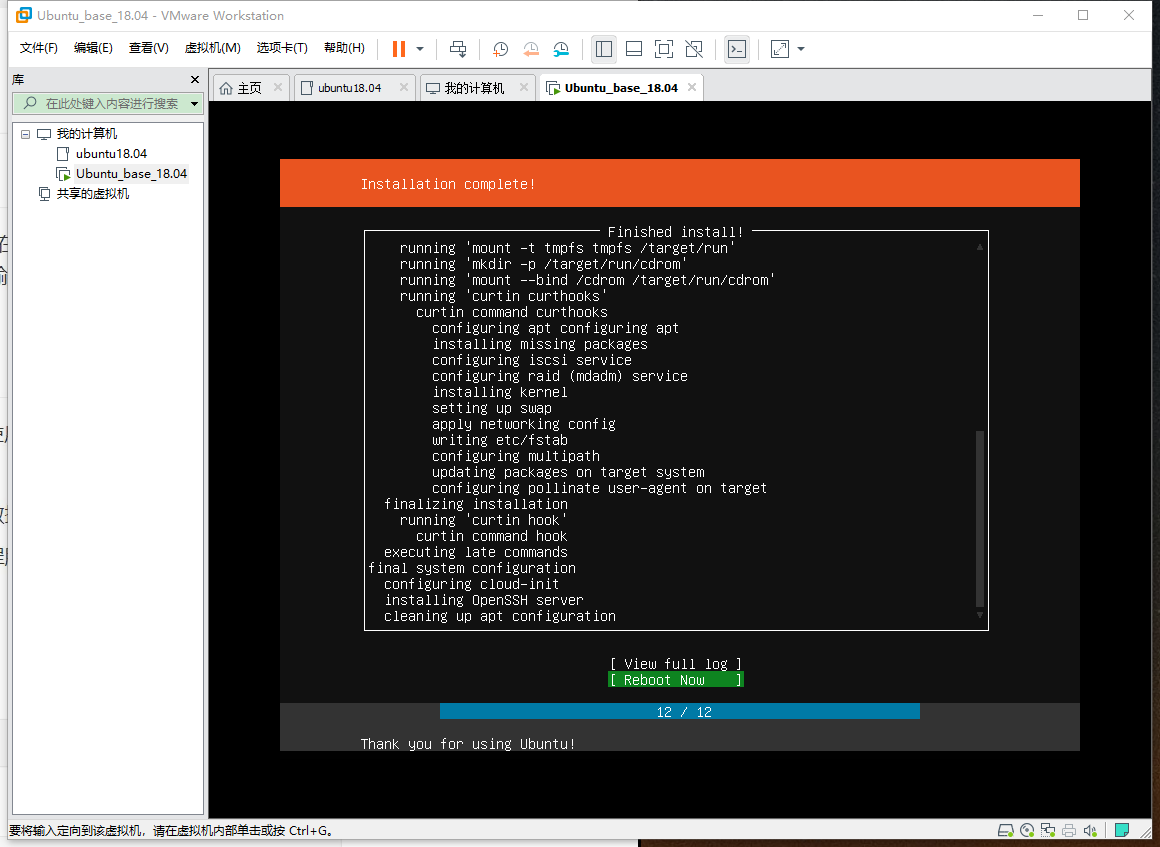 Ubuntu_base_18.04 - VMware Workstation
文件(F) 编辑(E) 查看(V) 虚拟机(M) 选项卡(T) 帮助(H)
库
在此处键入内容进行搜索
我的计算机
ubuntu18.04
Ubuntu_base_18.04
共享的虚拟机
主页 ubuntu18.04 我的计算机 Ubuntu_base_18.04
Installation complete!
Finished install!
running 'mount -t tmpfs tmpfs /target/run'
running 'mkdir -p /target/run/cdrom'
running 'mount --bind /cdrom /target/run/cdrom'
running 'curtin curthooks'
curtin command curthooks
configuring apt configuring apt
installing missing packages
configuring iscsi service
configuring raid (mdadm) service
installing kernel
setting up swap
apply networking config
writing etc/fstab
configuring multipath
updating packages on target system
configuring pollinate user-agent on target
finalizing installation
running 'curtin hook'
curtin command hook
executing late commands
final system configuration
configuring cloud-init
installing OpenSSH server
cleaning up apt configuration
[ View full log ]
[ Reboot Now ]
12 / 12
Thank you for using Ubuntu!
要将输入定向到该虚拟机，请在虚拟机内部单击或按 Ctrl+G。